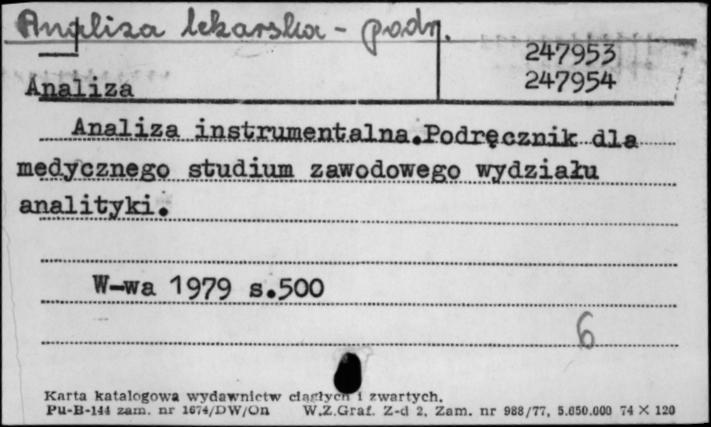 Analiza lekarska - podr.
247953
247954
Analiza
Analiza instrumentalna.Podręcznik dla
medycznego studium zawodowego wydziału
analityki.
W-wa 1979 s.500
6
Karta katalogowa wydawnictw ciągłych i zwartych.
Pu-B-144 zam. nr 1674/DW/On W.Z.Graf. Z-d 2, Zam. nr 988/77, 5.650.000 74 X 120